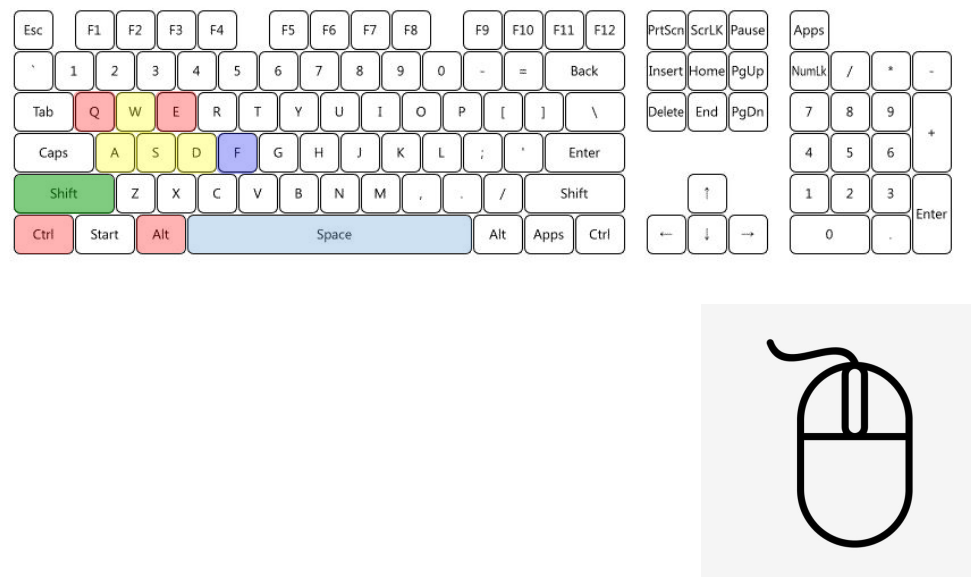 Esc F1 F2 F3 F4 F5 F6 F7 F8 F9 F10 F11 F12 PrtScn ScrLK Pause Apps
` 1 2 3 4 5 6 7 8 9 0 - = Back Insert Home PgUp NumLk / * -
Tab Q W E R T Y U I O P [ ] \ Delete End PgDn 7 8 9 +
Caps A S D F G H J K L ; ' Enter 4 5 6
Shift Z X C V B N M , . / Shift ↑ 1 2 3 Enter
Ctrl Start Alt Space Alt Apps Ctrl ← ↓ → 0 .